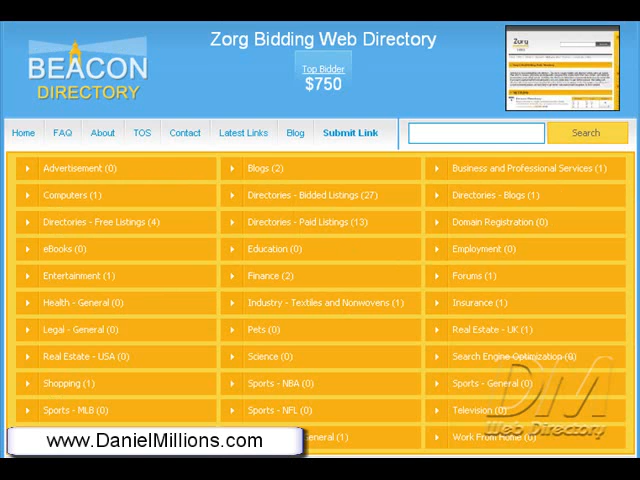 Zorg Bidding Web Directory
BEACON
DIRECTORY
Top Bidder
$750
Home FAQ About TOS Contact Latest Links Blog Submit Link Search
Advertisement (0) Blogs (2) Business and Professional Services (1)
Computers (1) Directories - Bidded Listings (27) Directories - Blogs (1)
Directories - Free Listings (4) Directories - Paid Listings (13) Domain Registration (0)
eBooks (0) Education (0) Employment (0)
Entertainment (1) Finance (2) Forums (1)
Health - General (0) Industry - Textiles and Nonwovens (1) Insurance (1)
Legal - General (0) Pets (0) Real Estate - UK (1)
Real Estate - USA (0) Science (0) Search Engine Optimization (0)
Shopping (1) Sports - NBA (0) Sports - General (0)
Sports - MLB (0) Sports - NFL (0) Television (0)
General (1) Work From Home (0)
DM
Web Directory
www.DanielMillions.com